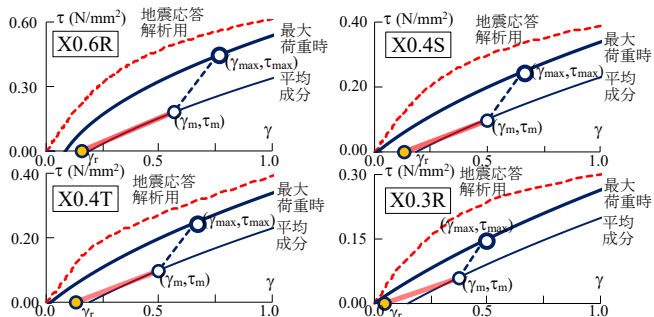 τ (N/mm²)
0.60
X0.6R
地震応答
解析用
最大
荷重時
(γmax,τmax)
平均
成分
0.30
(γm,τm)
γ
0.00
0.0
γr
0.5
1.0
τ (N/mm²)
0.40
X0.4S
地震応答
解析用
最大
荷重時
(γmax,τmax)
平均
成分
0.20
(γm,τm)
γ
0.00
0.0
γr
0.5
1.0
τ (N/mm²)
0.40
X0.4T
地震応答
解析用
最大
荷重時
(γmax,τmax)
平均
成分
0.20
(γm,τm)
γ
0.00
0.0
γr
0.5
1.0
τ (N/mm²)
0.30
X0.3R
地震応答
解析用
最大
荷重時
(γmax,τmax)
平均
成分
0.15
(γm,τm)
γ
0.00
0.0
γr
0.5
1.0